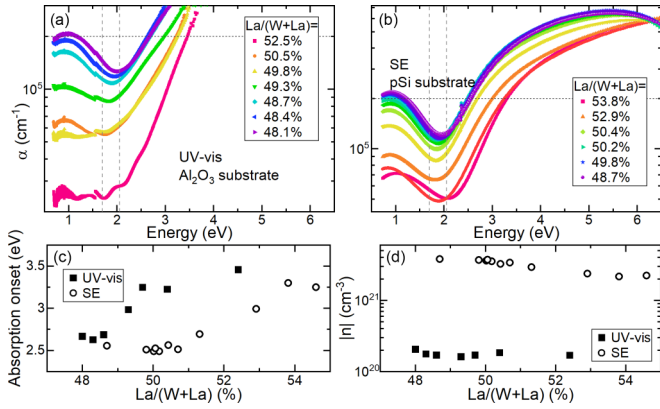 (a)
La/(W+La)=
52.5%
50.5%
49.8%
49.3%
48.7%
48.4%
48.1%
10⁵
α (cm⁻¹)
UV-vis
Al₂O₃ substrate
1 2 3 4 5 6
Energy (eV)
(b)
SE
pSi substrate
La/(W+La)=
53.8%
52.9%
50.4%
50.2%
49.8%
48.7%
10⁵
1 2 3 4 5 6
Energy (eV)
(c)
UV-vis
SE
Absorption onset (eV)
3.5
3.0
2.5
48 50 52 54
La/(W+La) (%)
(d)
|n| (cm⁻³)
10²¹
10²⁰
UV-vis
SE
48 50 52 54
La/(W+La) (%)